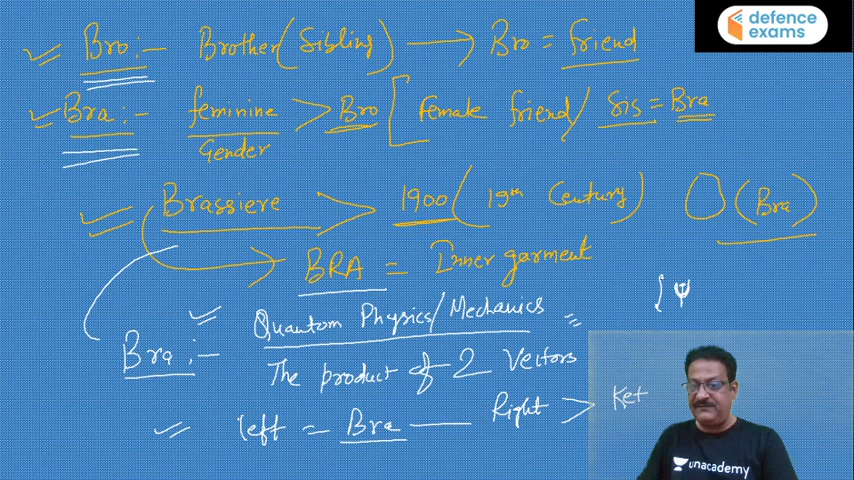 defence exams
Bro :- Brother (Sibling) → Bro = friend
Bra :- feminine Gender > Bro [ Female friend / Sis = Bra
Brassiere > 1900 ( 19th Century ) O (Bra)
BRA = Inner garment
Bra :- Quantom Physics / Mechanics
The product of 2 Vectors
left = Bra — Right > Ket
ψ
unacademy